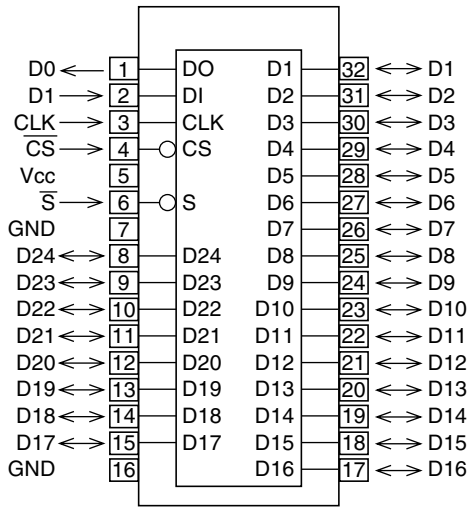 D0 1 DO D1 32 D1
D1 2 DI D2 31 D2
CLK 3 CLK D3 30 D3
CS 4 CS D4 29 D4
Vcc 5 D5 28 D5
S 6 S D6 27 D6
GND 7 D7 26 D7
D24 8 D24 D8 25 D8
D23 9 D23 D9 24 D9
D22 10 D22 D10 23 D10
D21 11 D21 D11 22 D11
D20 12 D20 D12 21 D12
D19 13 D19 D13 20 D13
D18 14 D18 D14 19 D14
D17 15 D17 D15 18 D15
GND 16 D16 17 D16